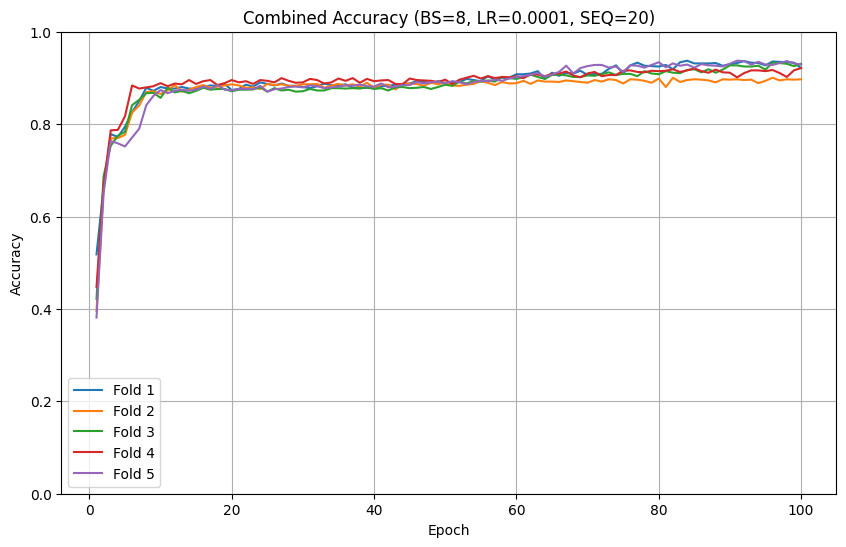 Combined Accuracy (BS=8, LR=0.0001, SEQ=20)
1.0
0.8
0.6
0.4
0.2
0.0
Accuracy
Fold 1
Fold 2
Fold 3
Fold 4
Fold 5
0 20 40 60 80 100
Epoch